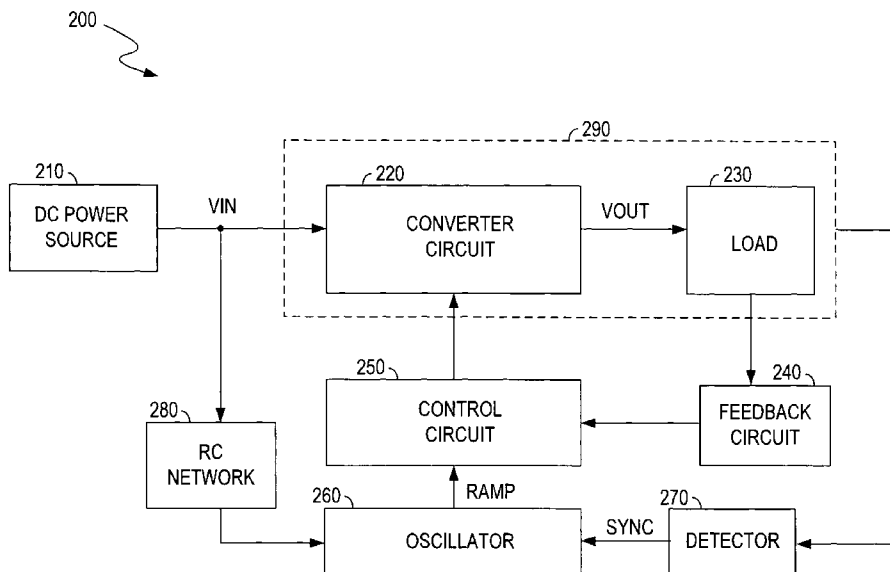 200
290
210
DC POWER
SOURCE
VIN
220
CONVERTER
CIRCUIT
VOUT
230
LOAD
250
CONTROL
CIRCUIT
240
FEEDBACK
CIRCUIT
280
RC
NETWORK
RAMP
260
OSCILLATOR
SYNC
270
DETECTOR